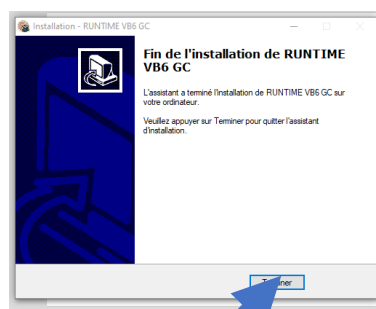 Installation - RUNTIME VB6 GC
Fin de l'installation de RUNTIME
VB6 GC
L'assistant a terminé l'installation de RUNTIME VB6 GC sur
votre ordinateur.
Veuillez appuyer sur Terminer pour quitter l'assistant
d'installation.